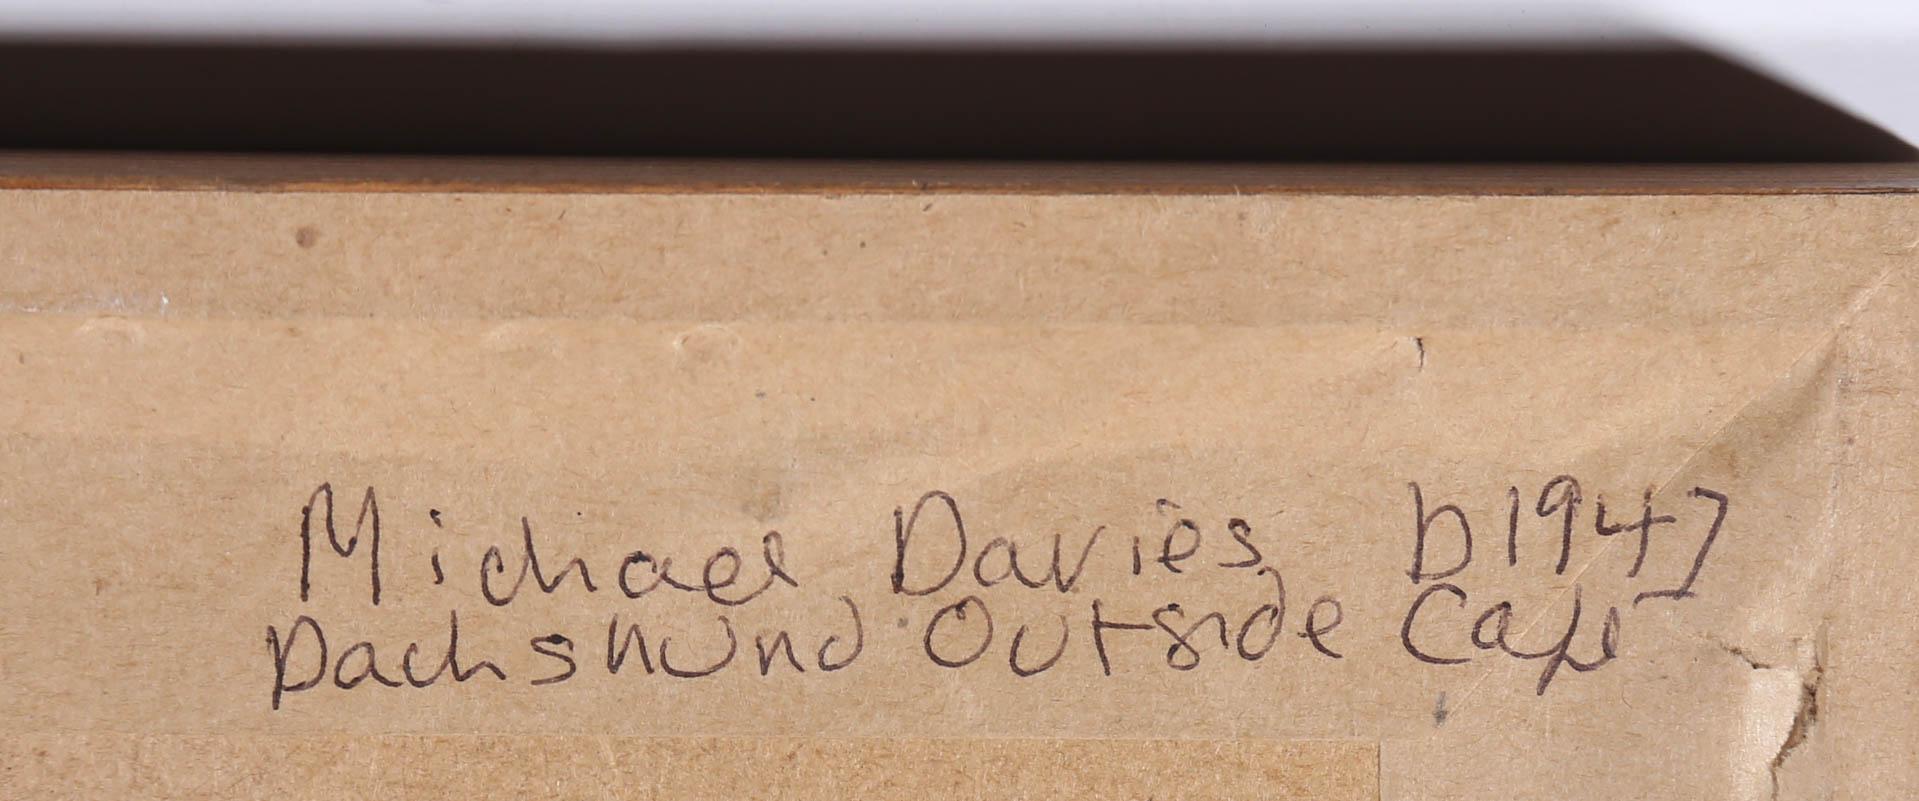 Michael Davies, b1947
Dachshund Outside Cafe